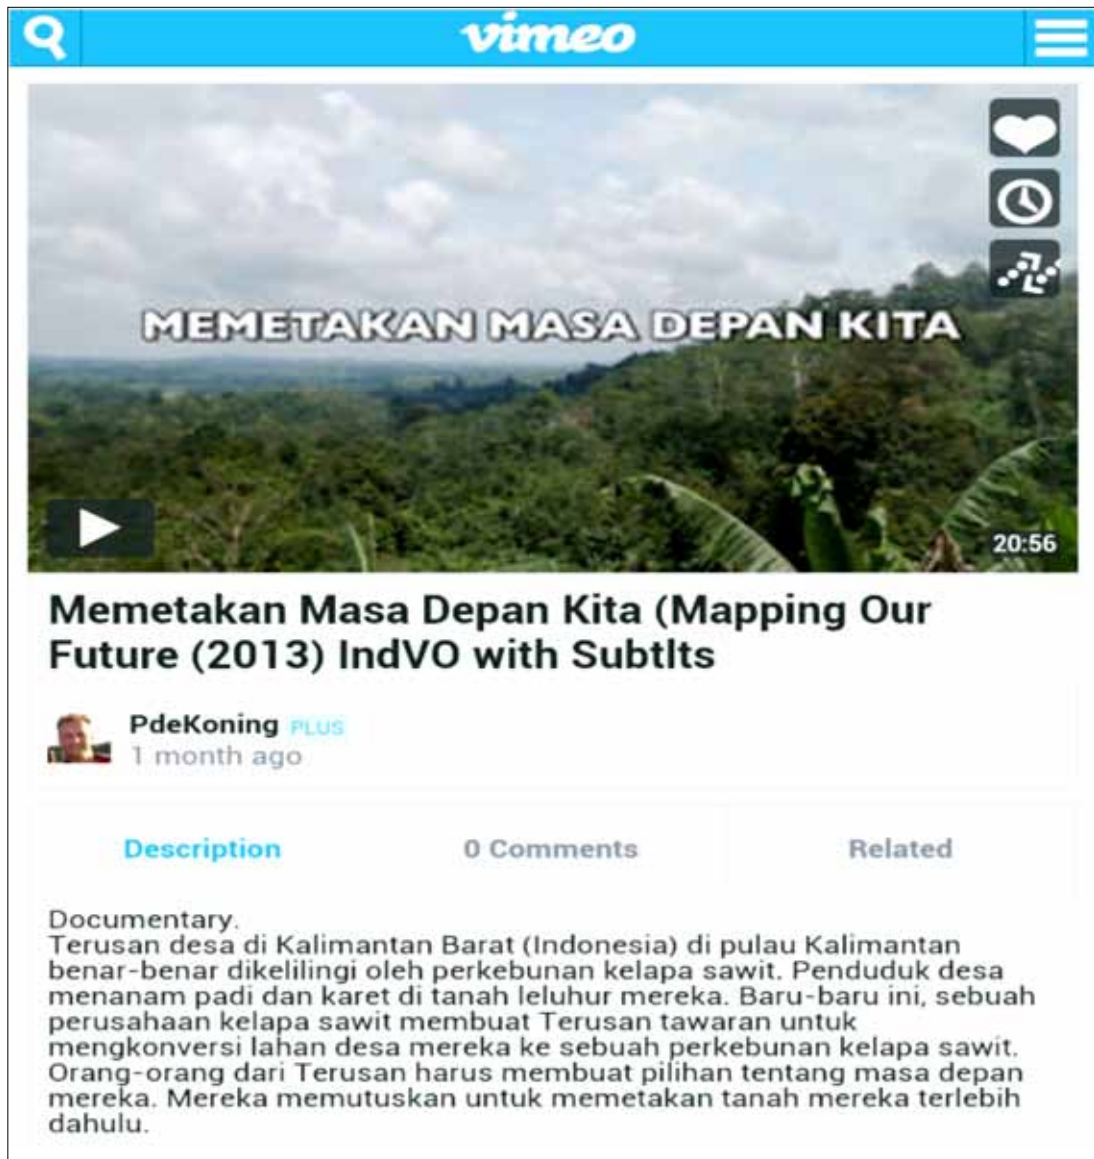 vimeo
MEMETAKAN MASA DEPAN KITA
20:56
Memetakan Masa Depan Kita (Mapping Our
Future (2013) IndVO with Subtlts
PdeKoning PLUS
1 month ago
Description 0 Comments Related
Documentary.
Terusan desa di Kalimantan Barat (Indonesia) di pulau Kalimantan
benar-benar dikelilingi oleh perkebunan kelapa sawit. Penduduk desa
menanam padi dan karet di tanah leluhur mereka. Baru-baru ini, sebuah
perusahaan kelapa sawit membuat Terusan tawaran untuk
mengkonversi lahan desa mereka ke sebuah perkebunan kelapa sawit.
Orang-orang dari Terusan harus membuat pilihan tentang masa depan
mereka. Mereka memutuskan untuk memetakan tanah mereka terlebih
dahulu.